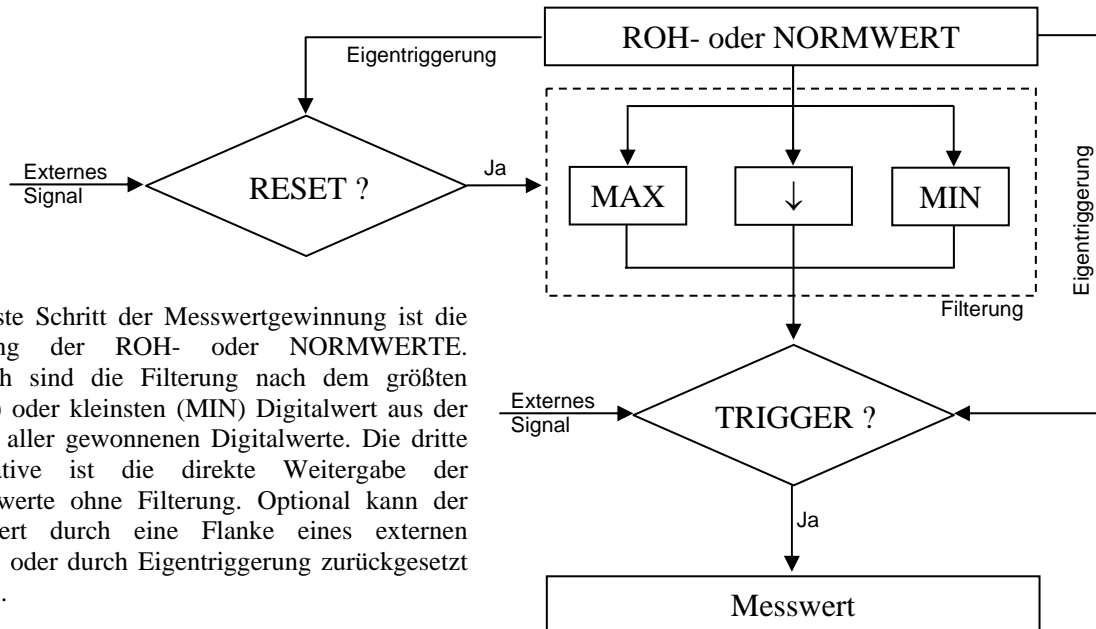 ROH- oder NORMWERT
Eigentriggerung
Externes
Signal
RESET ?
Ja
MAX
↓
MIN
Eigentriggerung
Filterung
ste Schritt der Messwertgewinnung ist die
ng der ROH- oder NORMWERTE.
h sind die Filterung nach dem größten
) oder kleinsten (MIN) Digitalwert aus der
aller gewonnenen Digitalwerte. Die dritte
tive ist die direkte Weitergabe der
werte ohne Filterung. Optional kann der
ert durch eine Flanke eines externen
oder durch Eigentriggerung zurückgesetzt
.
Externes
Signal
TRIGGER ?
Ja
Messwert